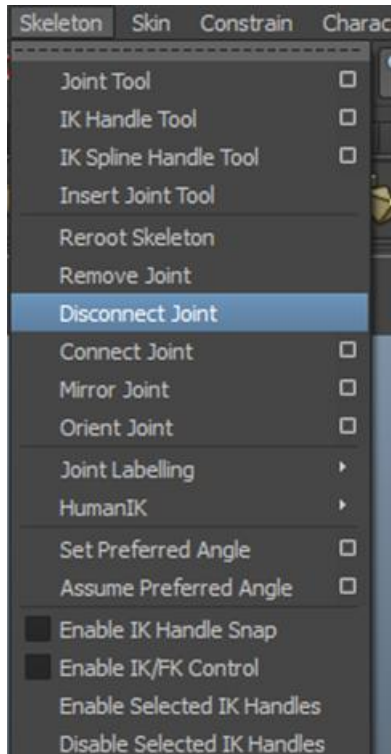 Skeleton Skin Constrain Charac
Joint Tool
IK Handle Tool
IK Spline Handle Tool
Insert Joint Tool
Reroot Skeleton
Remove Joint
Disconnect Joint
Connect Joint
Mirror Joint
Orient Joint
Joint Labelling
HumanIK
Set Preferred Angle
Assume Preferred Angle
Enable IK Handle Snap
Enable IK/FK Control
Enable Selected IK Handles
Disable Selected IK Handles